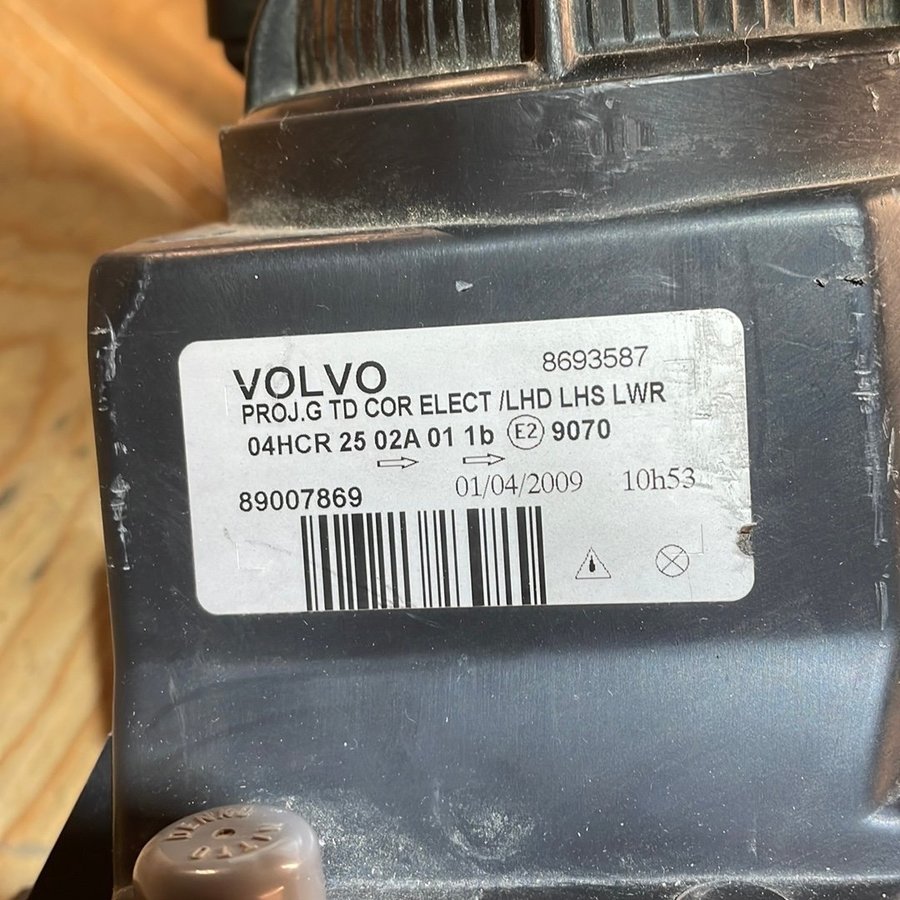 VOLVO 8693587
PROJ.G TD COR ELECT /LHD LHS LWR
04HCR 25 02A 01 1b E2 9070
01/04/2009 10h53
89007869